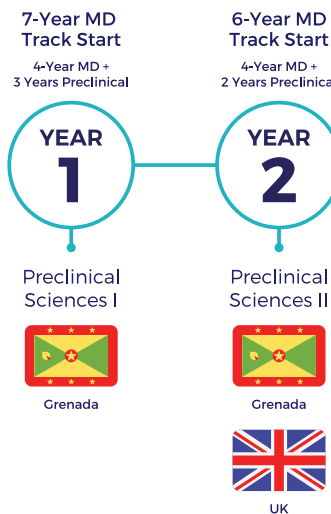 7-Year MD
Track Start
4-Year MD +
3 Years Preclinical
YEAR
1
Preclinical
Sciences I
Grenada
6-Year MD
Track Start
4-Year MD +
2 Years Preclinica
YEAR
2
Preclinical
Sciences II
Grenada
UK